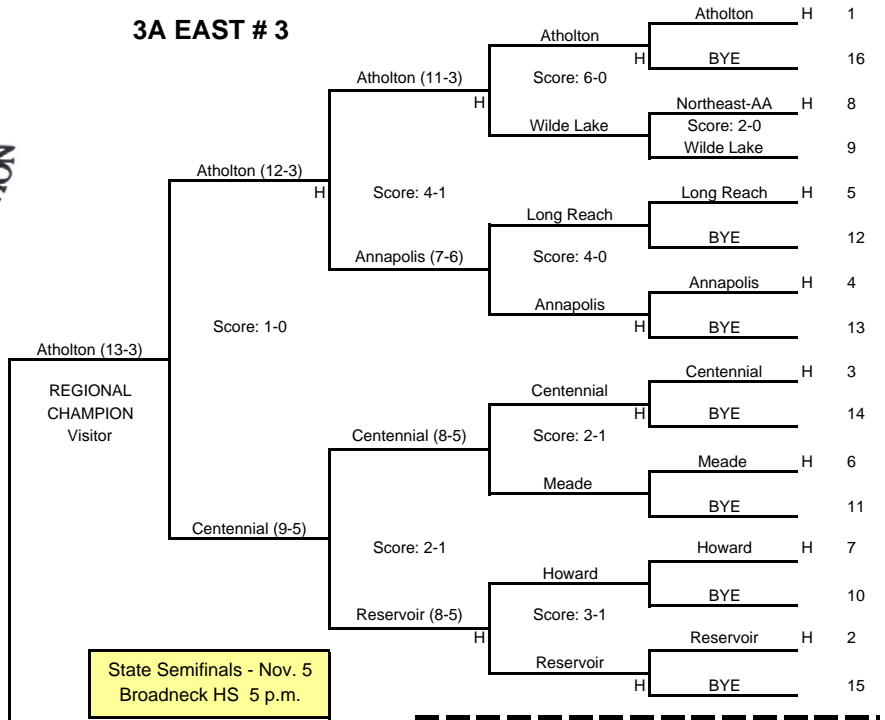 3A EAST # 3
Atholton H 1
Atholton
H BYE 16
Atholton (11-3) Score: 6-0
H Northeast-AA H 8
Wilde Lake Score: 2-0
Wilde Lake 9
Atholton (12-3)
H Score: 4-1 Long Reach H 5
Long Reach
BYE 12
Annapolis (7-6) Score: 4-0
Annapolis H 4
Annapolis
Score: 1-0 H BYE 13
Atholton (13-3)
Centennial H 3
REGIONAL Centennial
CHAMPION H BYE 14
Visitor Centennial (8-5) Score: 2-1
Meade H 6
Meade
BYE 11
Centennial (9-5)
Score: 2-1 Howard H 7
Howard
BYE 10
Reservoir (8-5) Score: 3-1
H Reservoir H 2
Reservoir
State Semifinals - Nov. 5
H BYE 15
Broadneck HS 5 p.m.